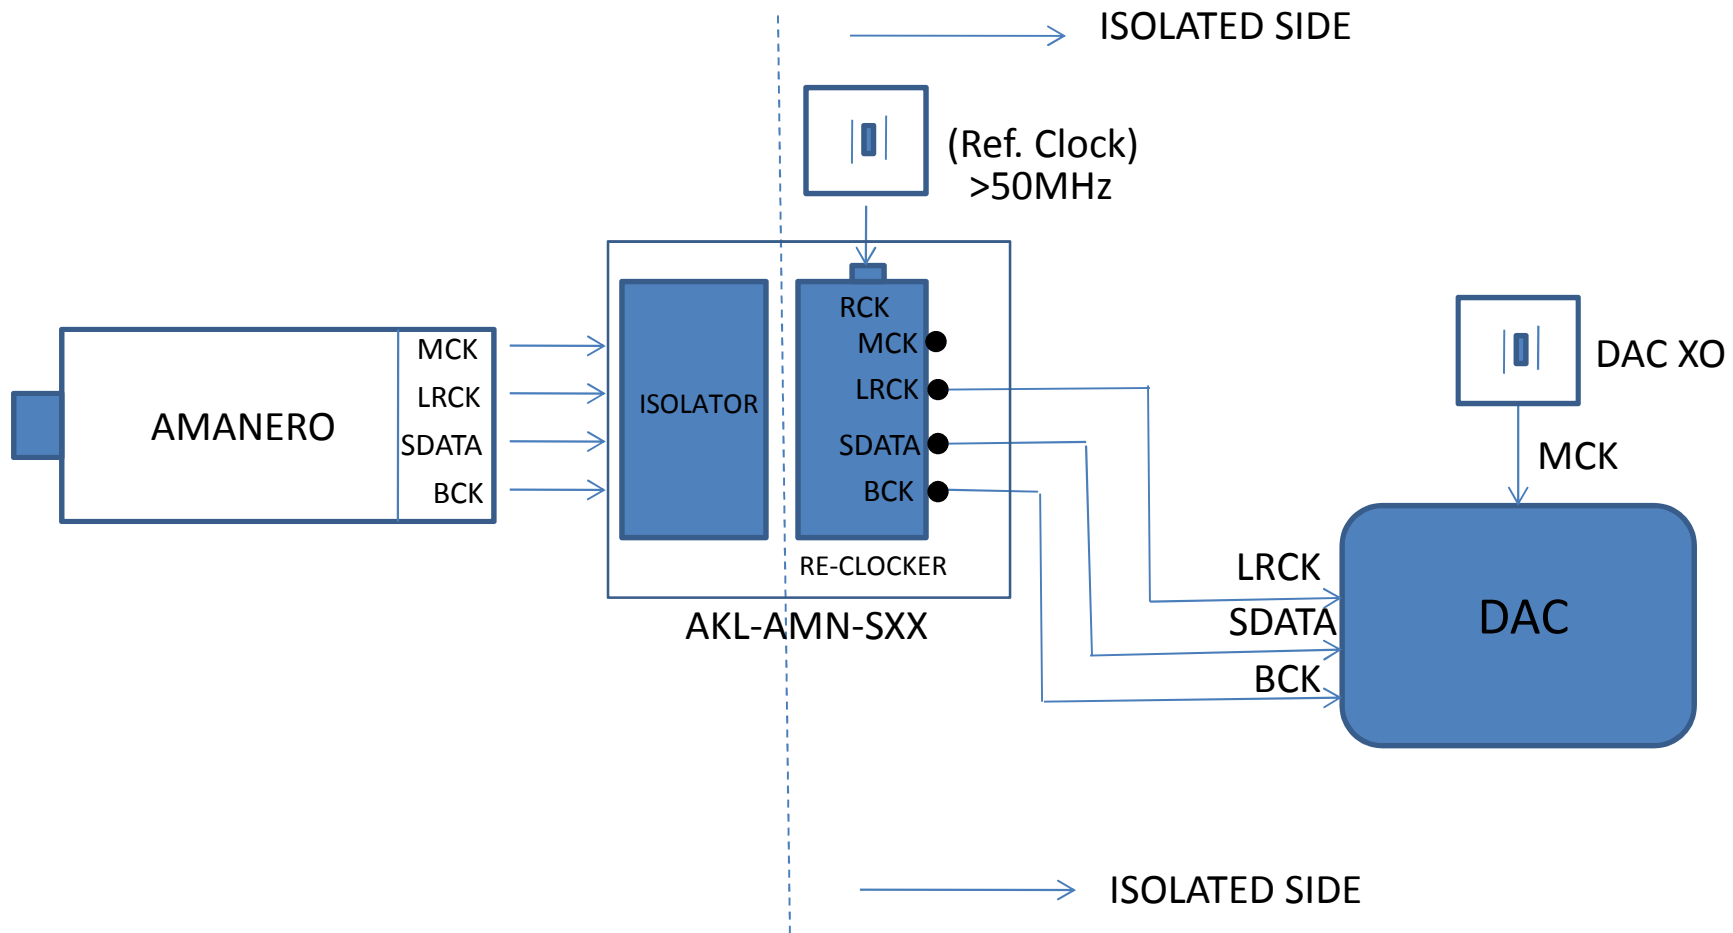 ISOLATED SIDE
(Ref. Clock)
>50MHz
AMANERO
MCK
LRCK
SDATA
BCK
ISOLATOR
RCK
MCK
LRCK
SDATA
BCK
RE-CLOCKER
AKL-AMN-SXX
DAC XO
MCK
LRCK
SDATA
BCK
DAC
ISOLATED SIDE